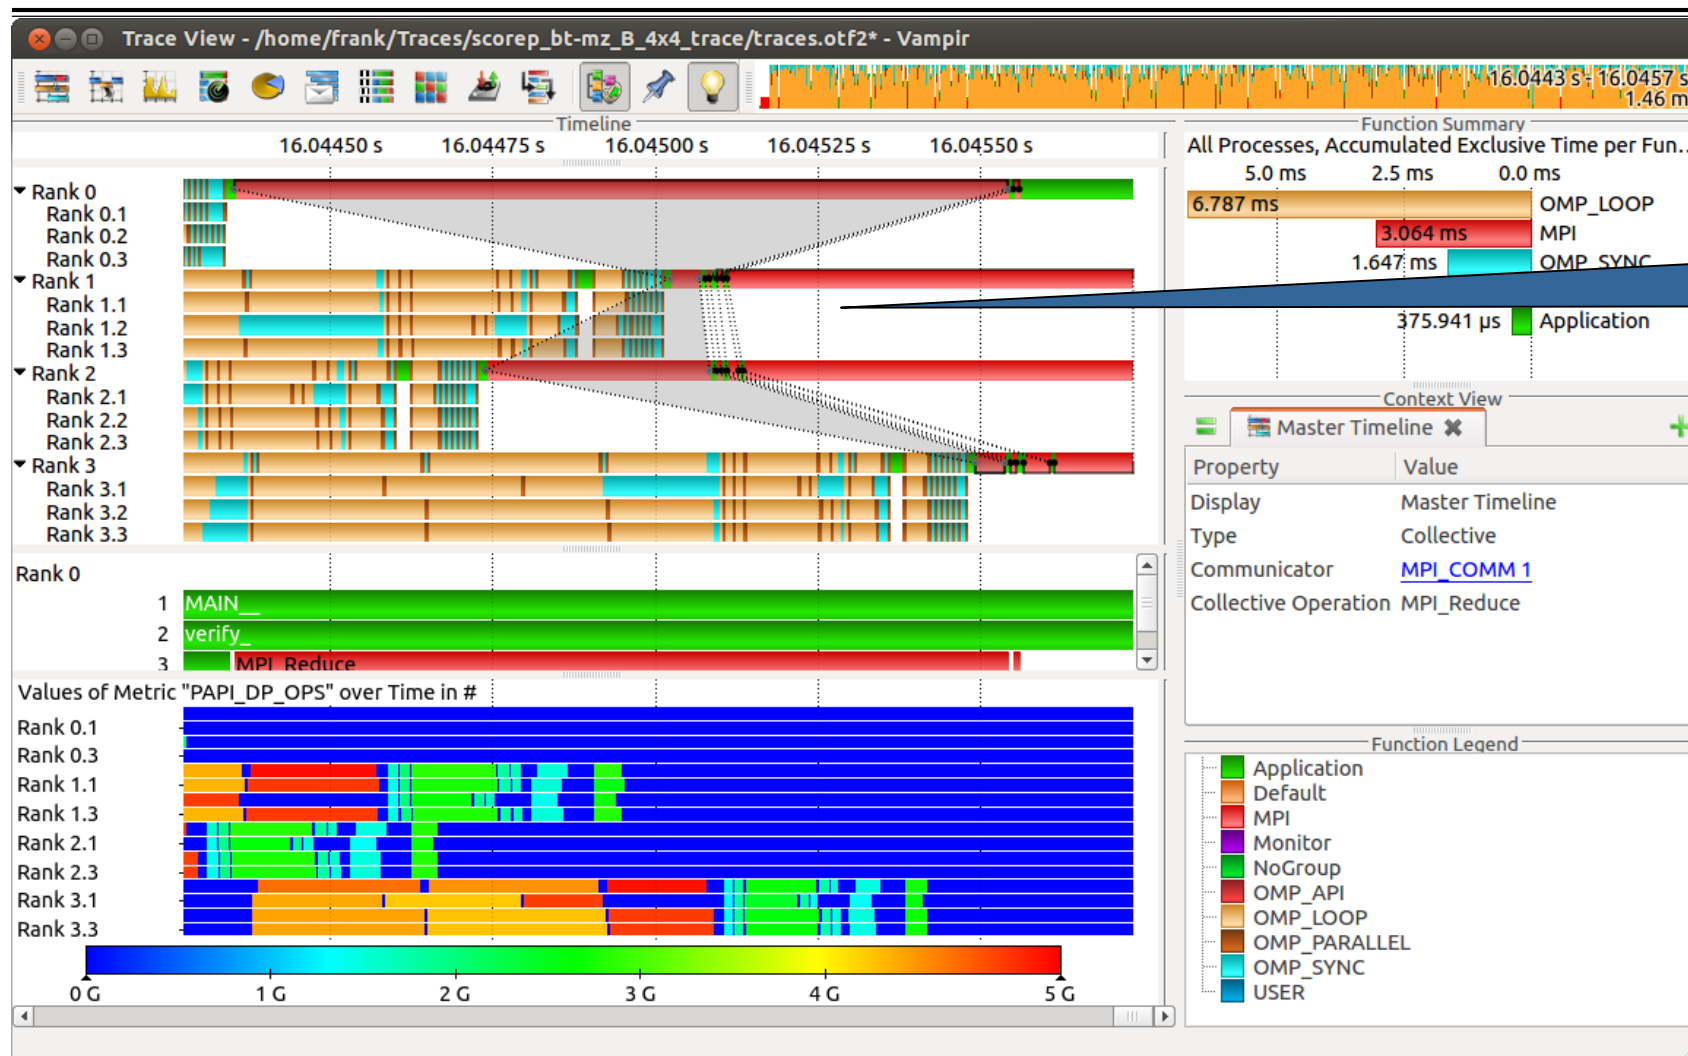 Trace View - /home/frank/Traces/scorep_bt-mz_B_4x4_trace/traces.otf2* - Vampir
16.0443 s - 16.0457 s
1.46 m
Timeline
16.04450 s 16.04475 s 16.04500 s 16.04525 s 16.04550 s
Rank 0
Rank 0.1
Rank 0.2
Rank 0.3
Rank 1
Rank 1.1
Rank 1.2
Rank 1.3
Rank 2
Rank 2.1
Rank 2.2
Rank 2.3
Rank 3
Rank 3.1
Rank 3.2
Rank 3.3
Rank 0
1 MAIN__
2 verify_
3 MPI_Reduce
Values of Metric "PAPI_DP_OPS" over Time in #
Rank 0.1
Rank 0.3
Rank 1.1
Rank 1.3
Rank 2.1
Rank 2.3
Rank 3.1
Rank 3.3
0 G 1 G 2 G 3 G 4 G 5 G
Function Summary
All Processes, Accumulated Exclusive Time per Fun..
5.0 ms 2.5 ms 0.0 ms
6.787 ms OMP_LOOP
3.064 ms MPI
1.647 ms OMP_SYNC
375.941 µs Application
Context View
Master Timeline
Property Value
Display Master Timeline
Type Collective
Communicator MPI_COMM 1
Collective Operation MPI_Reduce
Function Legend
Application
Default
MPI
Monitor
NoGroup
OMP_API
OMP_LOOP
OMP_PARALLEL
OMP_SYNC
USER